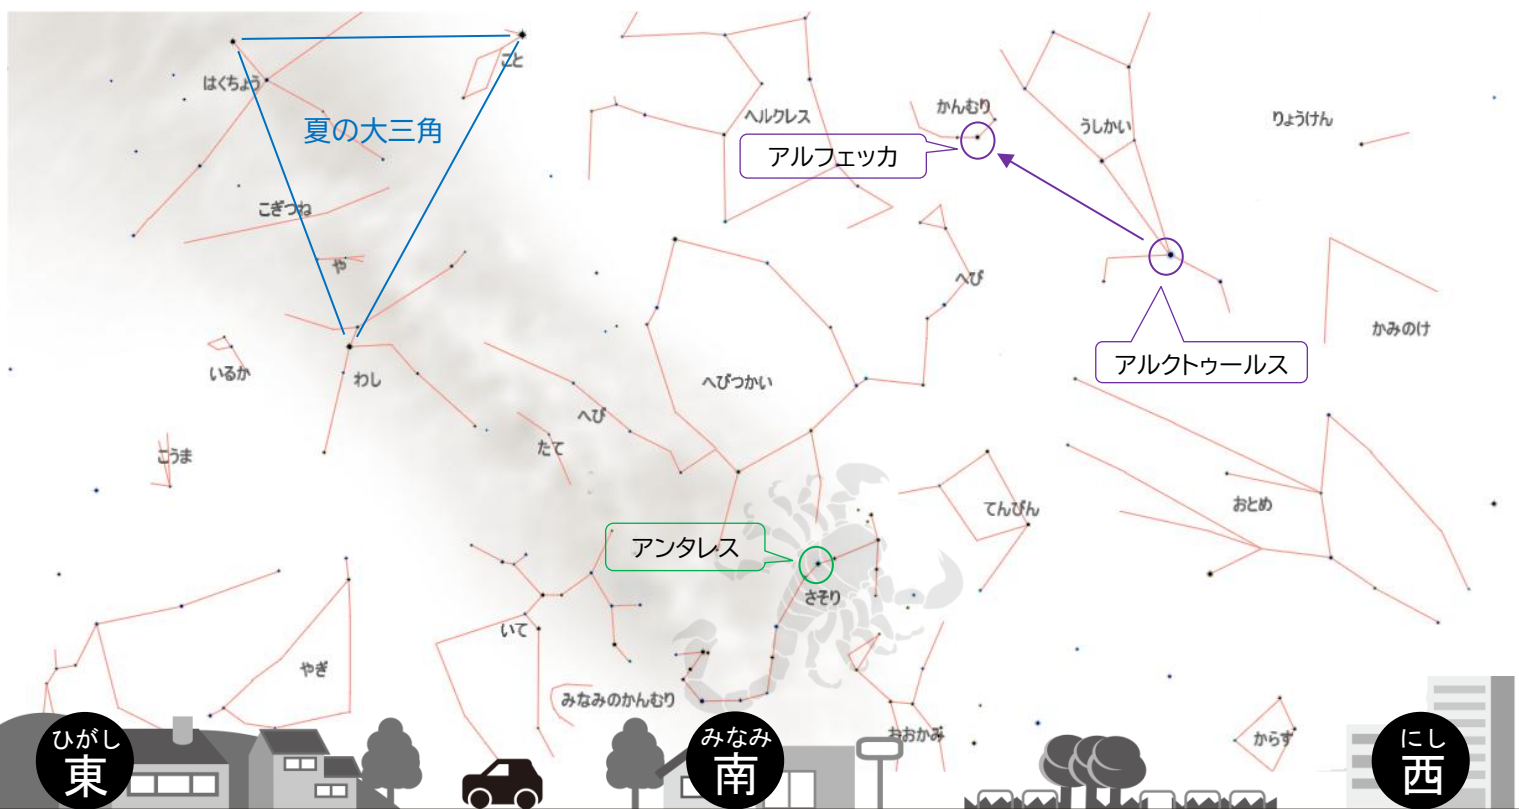 こと
はくちょう
夏の大三角
ヘルクレス
かんむり
うしかい
りょうけん
アルフェッカ
こぎつね
や
へび
かみのけ
アルクトゥールス
いるか
わし
へびつかい
へび
たて
こうま
てんびん
おとめ
アンタレス
さそり
いて
やぎ
みなみのかんむり
おおかみ
からす
ひがし
東
みなみ
南
にし
西